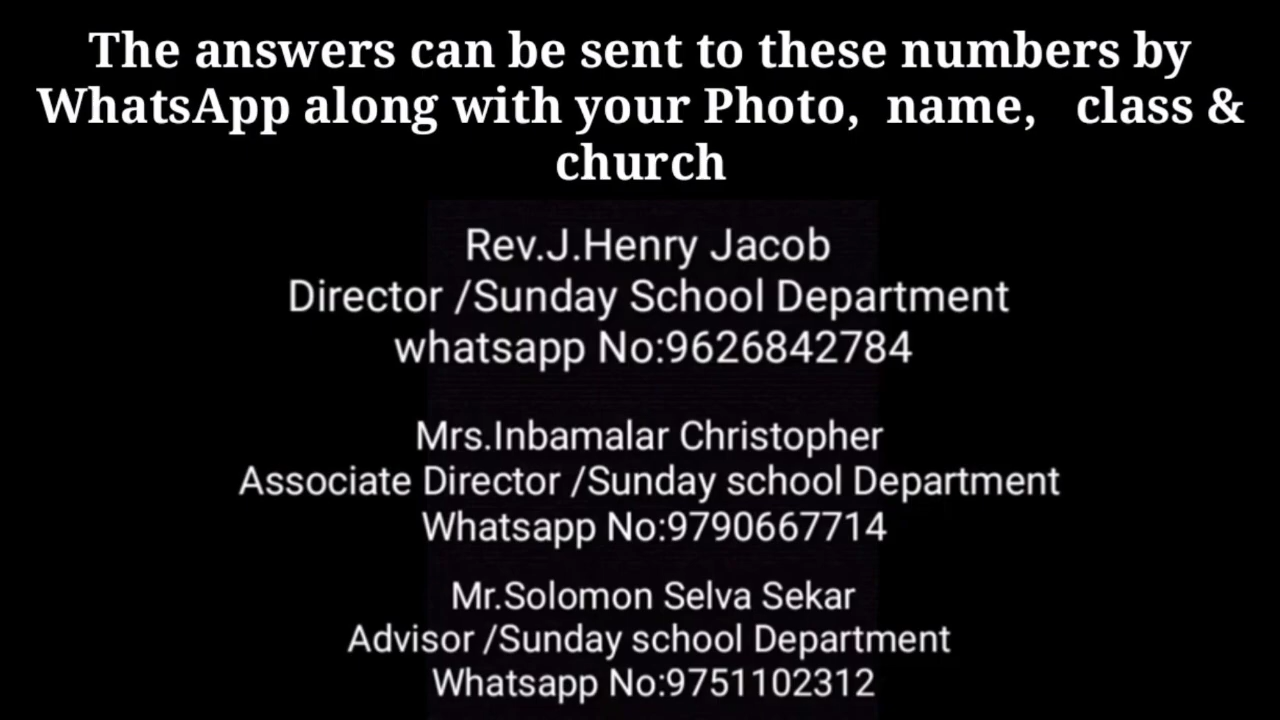 The answers can be sent to these numbers by
WhatsApp along with your Photo, name, class &
church
Rev.J.Henry Jacob
Director /Sunday School Department
whatsapp No:9626842784
Mrs.Inbamalar Christopher
Associate Director /Sunday school Department
Whatsapp No:9790667714
Mr.Solomon Selva Sekar
Advisor /Sunday school Department
Whatsapp No:9751102312